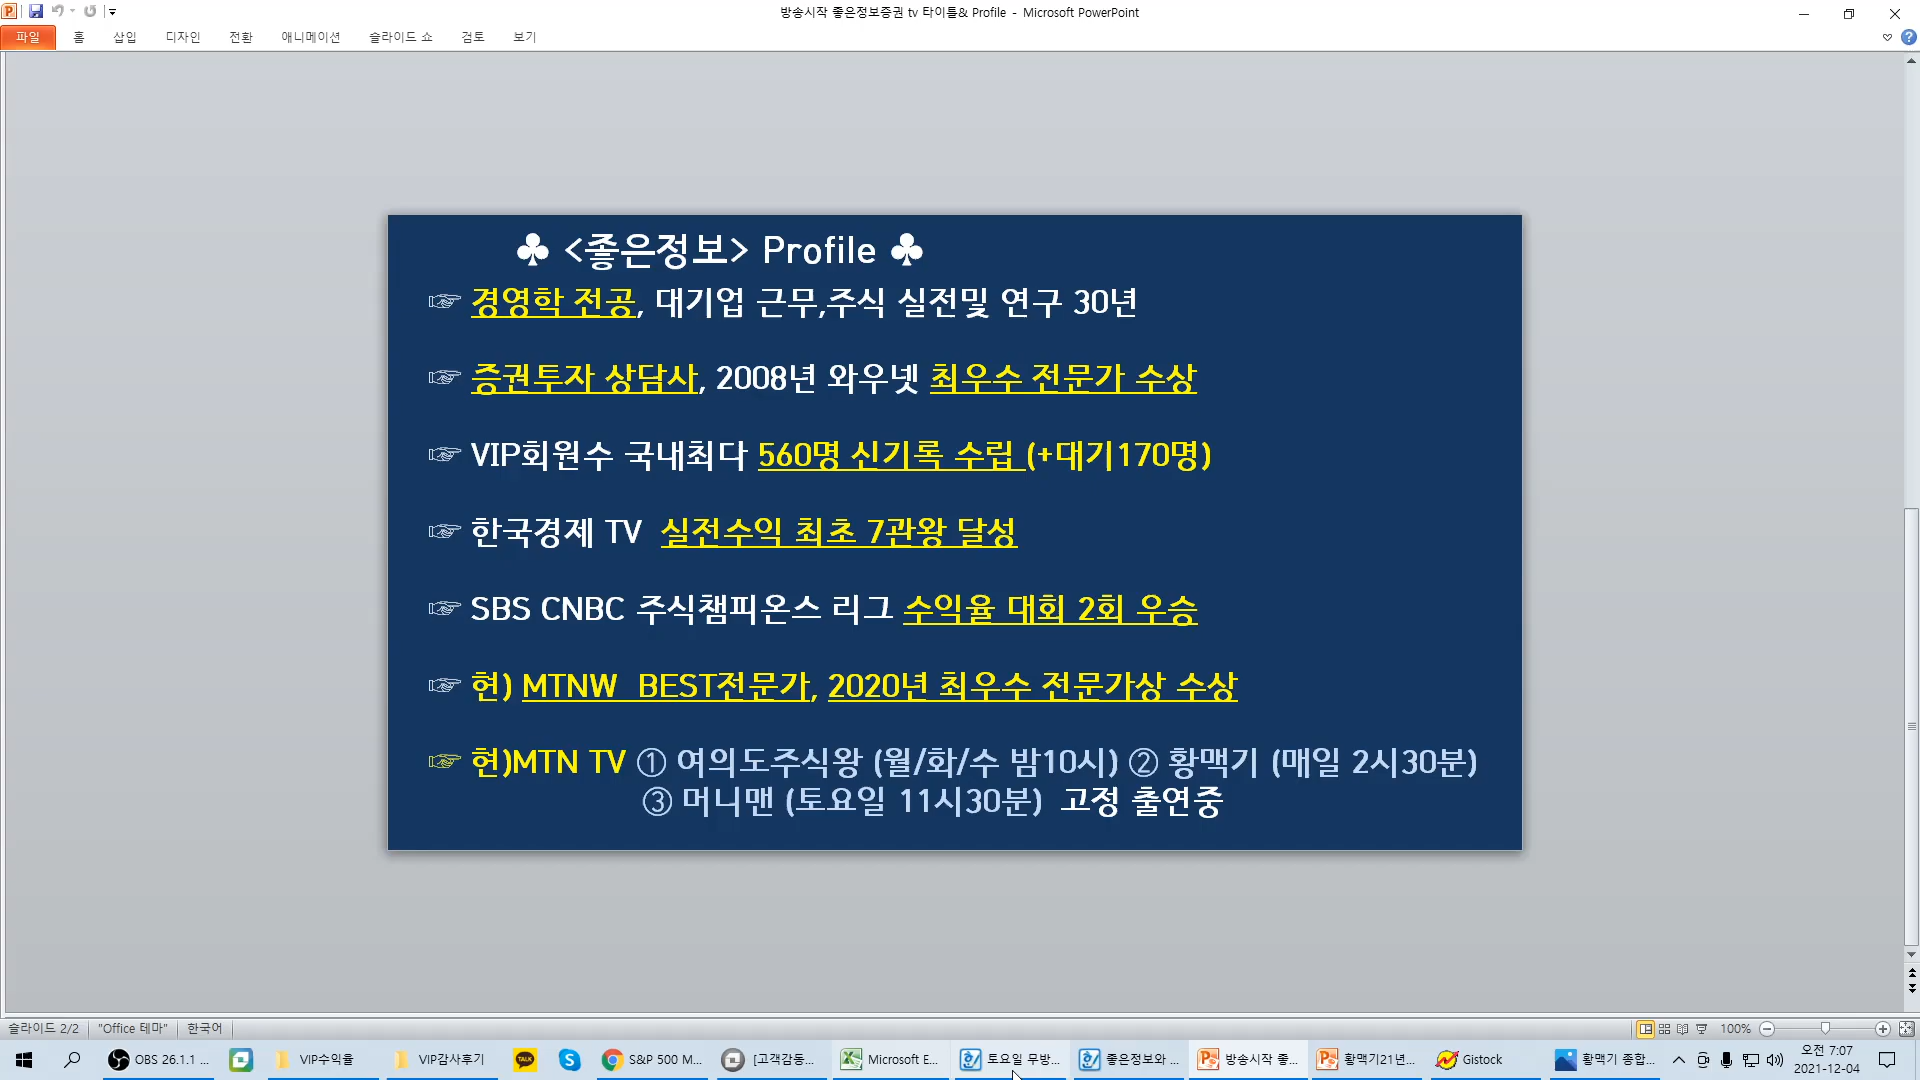 방송시작 좋은정보증권 tv 타이틀& Profile - Microsoft PowerPoint
파일 홈 삽입 디자인 전환 애니메이션 슬라이드 쇼 검토 보기
♣ <좋은정보> Profile ♣
☞ 경영학 전공, 대기업 근무,주식 실전및 연구 30년
☞ 증권투자 상담사, 2008년 와우넷 최우수 전문가 수상
☞ VIP회원수 국내최다 560명 신기록 수립 (+대기170명)
☞ 한국경제 TV 실전수익 최초 7관왕 달성
☞ SBS CNBC 주식챔피온스 리그 수익율 대회 2회 우승
☞ 현) MTNW BEST전문가, 2020년 최우수 전문가상 수상
☞ 현)MTN TV ① 여의도주식왕 (월/화/수 밤10시) ② 황맥기 (매일 2시30분)
③ 머니맨 (토요일 11시30분) 고정 출연중
슬라이드 2/2 "Office 테마" 한국어 100%
OBS 26.1.1 ... VIP수익율 VIP감사후기 TALK S&P 500 M... [고객감동... Microsoft E... 토요일 무방... 좋은정보와 ... 방송시작 좋... 황맥기21년... Gistock 황맥기 종합... 오전 7:07
2021-12-04